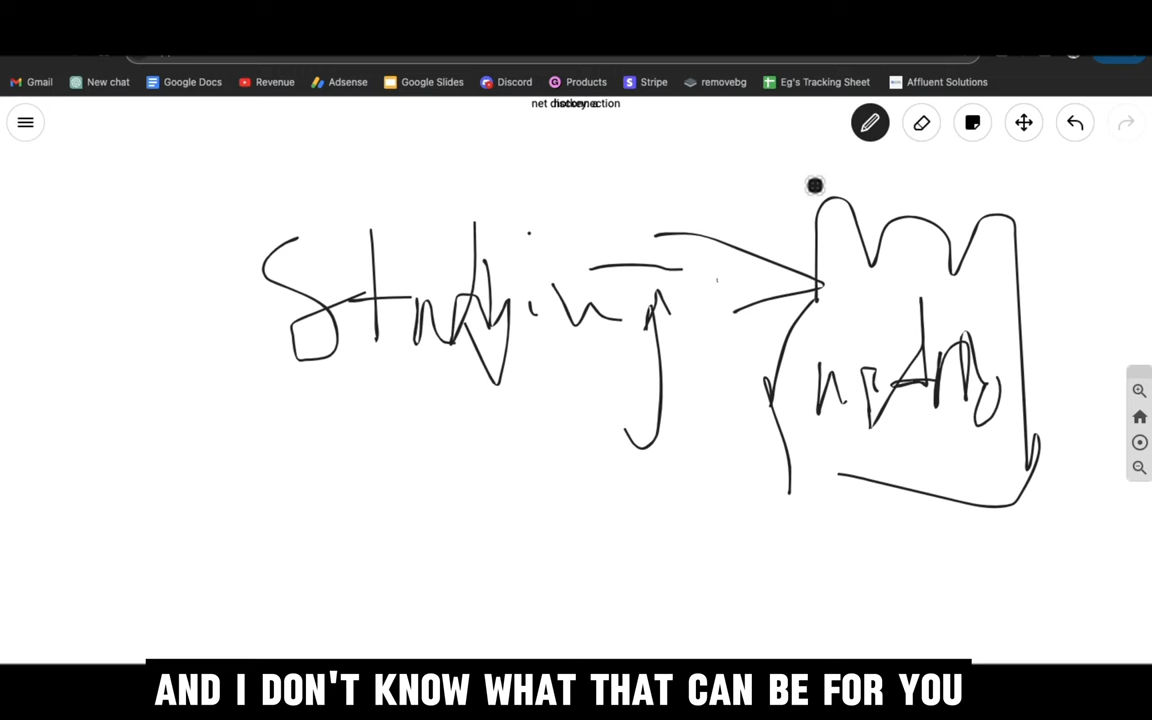 Gmail New chat Google Docs Revenue Adsense Google Slides Discord Products Stripe removebg Eg's Tracking Sheet Affluent Solutions
Studying
AND I DON'T KNOW WHAT THAT CAN BE FOR YOU